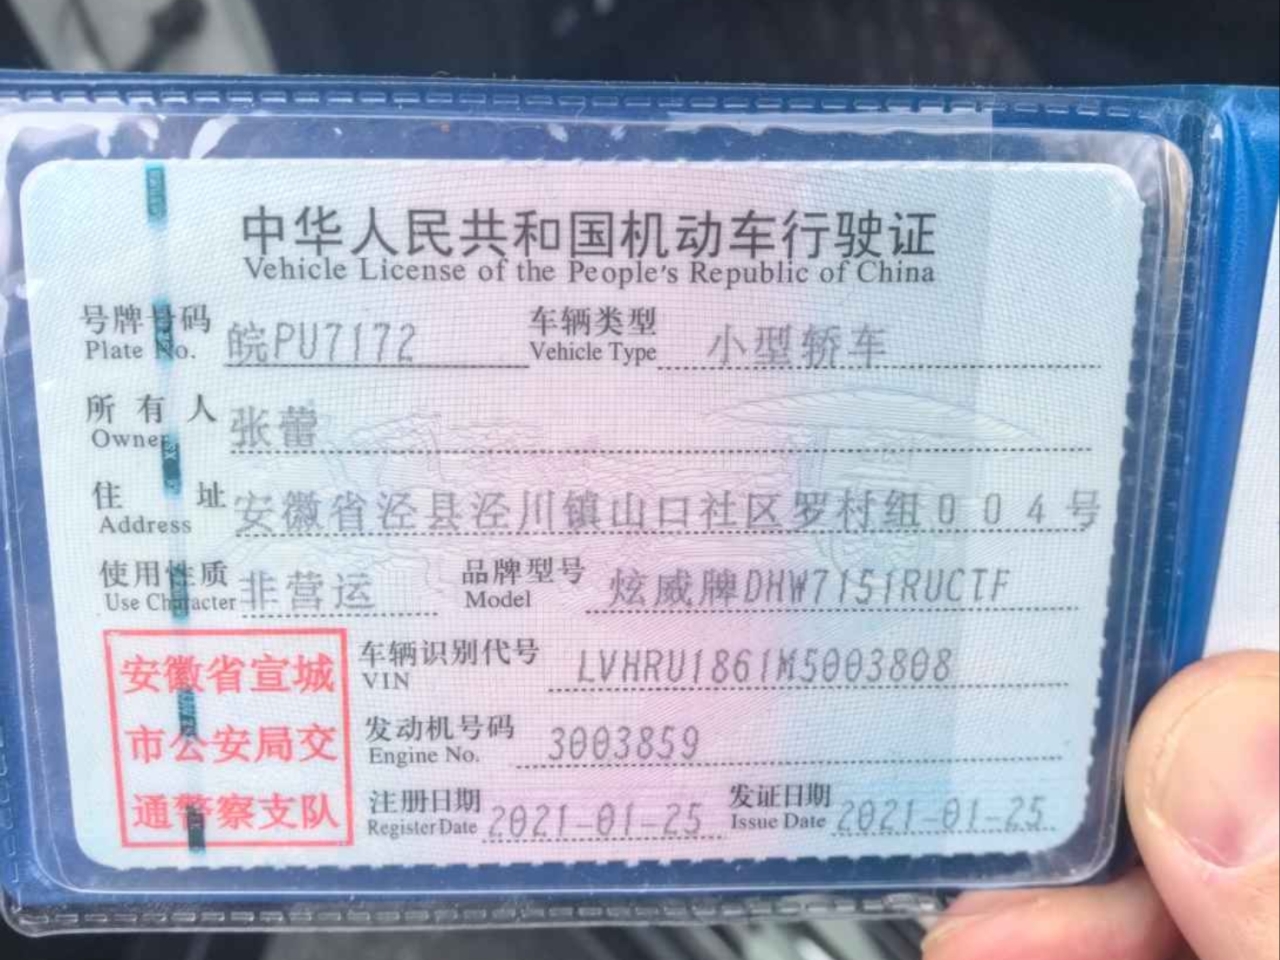 中华人民共和国机动车行驶证
Vehicle License of the People's Republic of China
号牌号码 皖PU7172 车辆类型 小型轿车
Plate No. Vehicle Type
所有人 张蕾
Owner
住址 安徽省泾县泾川镇山口社区罗村组004号
Address
使用性质 非营运 品牌型号 炫威牌DHW7151RUCTF
Use Character Model
安徽省宣城
市公安局交
通警察支队
车辆识别代号 LVHRU1861M5003808
VIN
发动机号码 3003859
Engine No.
注册日期 2021-01-25 发证日期 2021-01-25
Register Date Issue Date